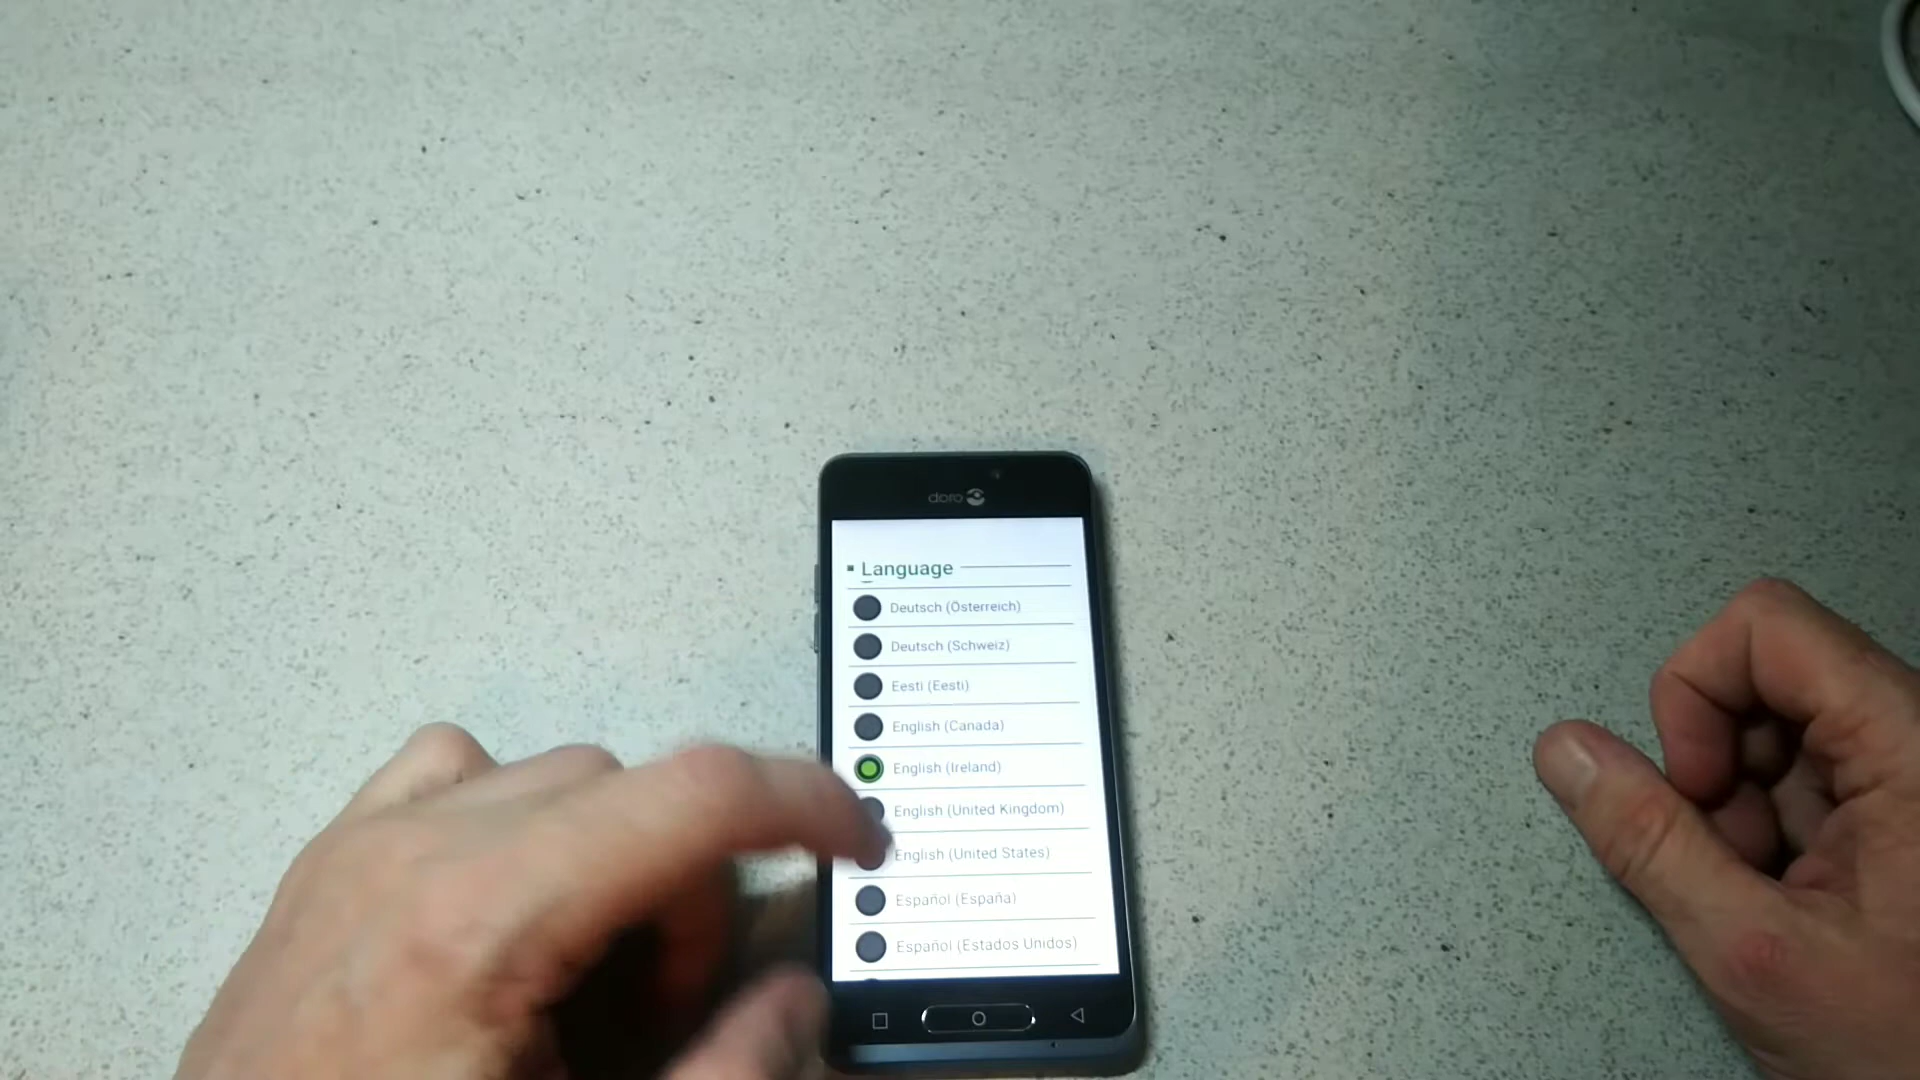 doro
Language
Deutsch (Österreich)
Deutsch (Schweiz)
Eesti (Eesti)
English (Canada)
English (Ireland)
English (United Kingdom)
English (United States)
Español (España)
Español (Estados Unidos)